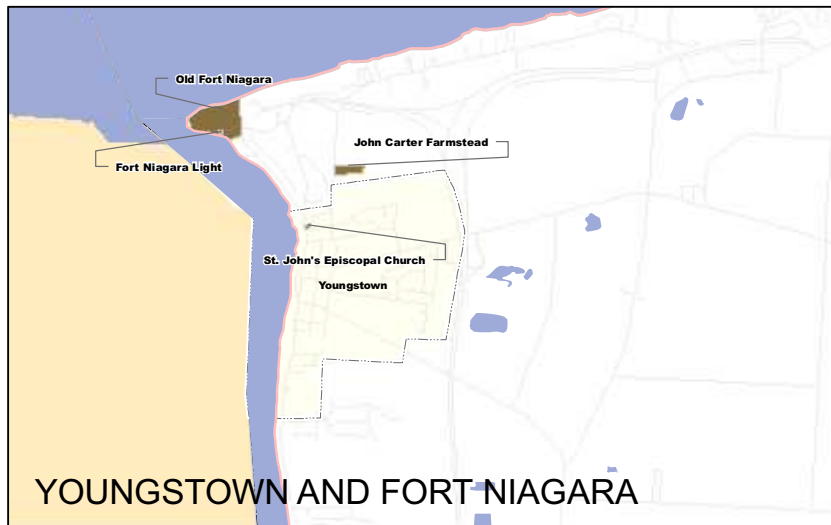 Old Fort Niagara
John Carter Farmstead
Fort Niagara Light
St. John's Episcopal Church
Youngstown
YOUNGSTOWN AND FORT NIAGARA